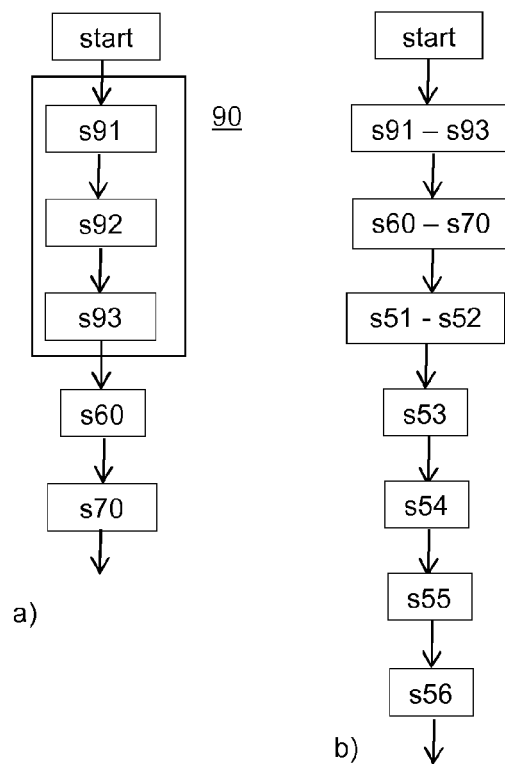 start
s91
90
s92
s93
s60
s70
a)
start
s91 – s93
s60 – s70
s51 - s52
s53
s54
s55
s56
b)